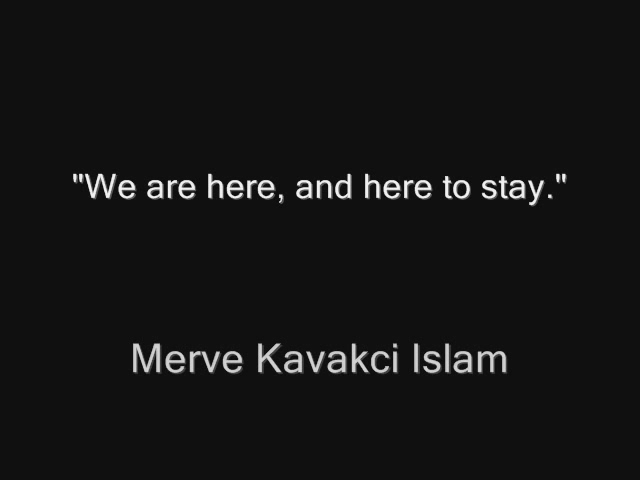 "We are here, and here to stay."
Merve Kavakci Islam